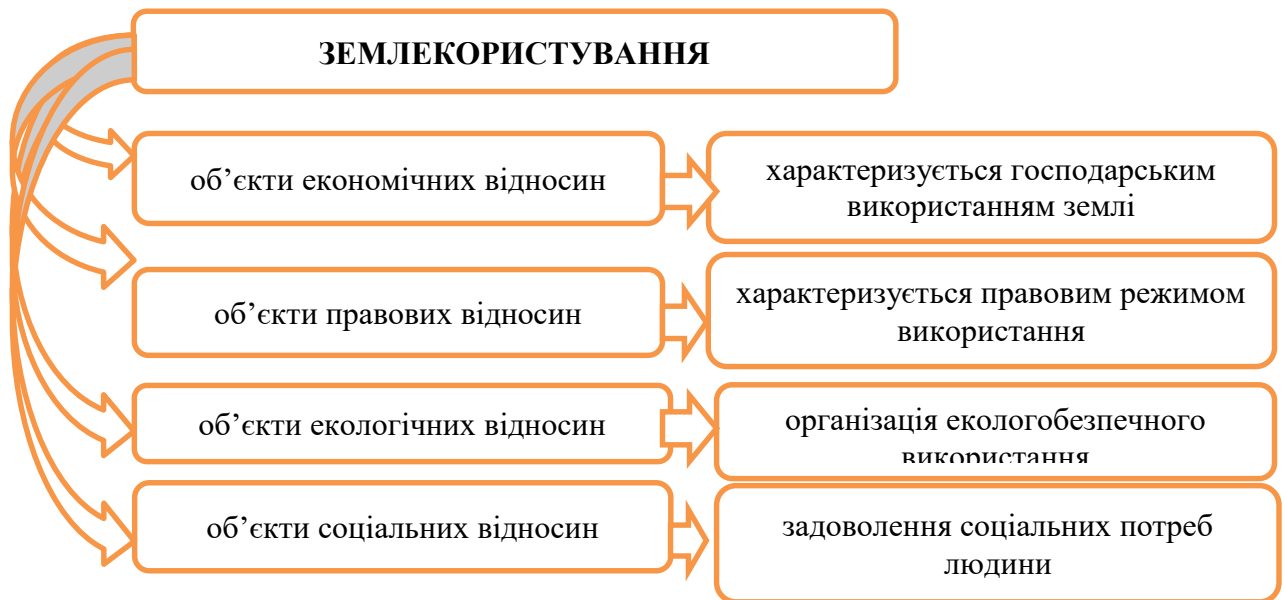 ЗЕМЛЕКОРИСТУВАННЯ
об’єкти економічних відносин
характеризується господарським
використанням землі
об’єкти правових відносин
характеризується правовим режимом
використання
об’єкти екологічних відносин
організація екологобезпечного
використання
об’єкти соціальних відносин
задоволення соціальних потреб
людини